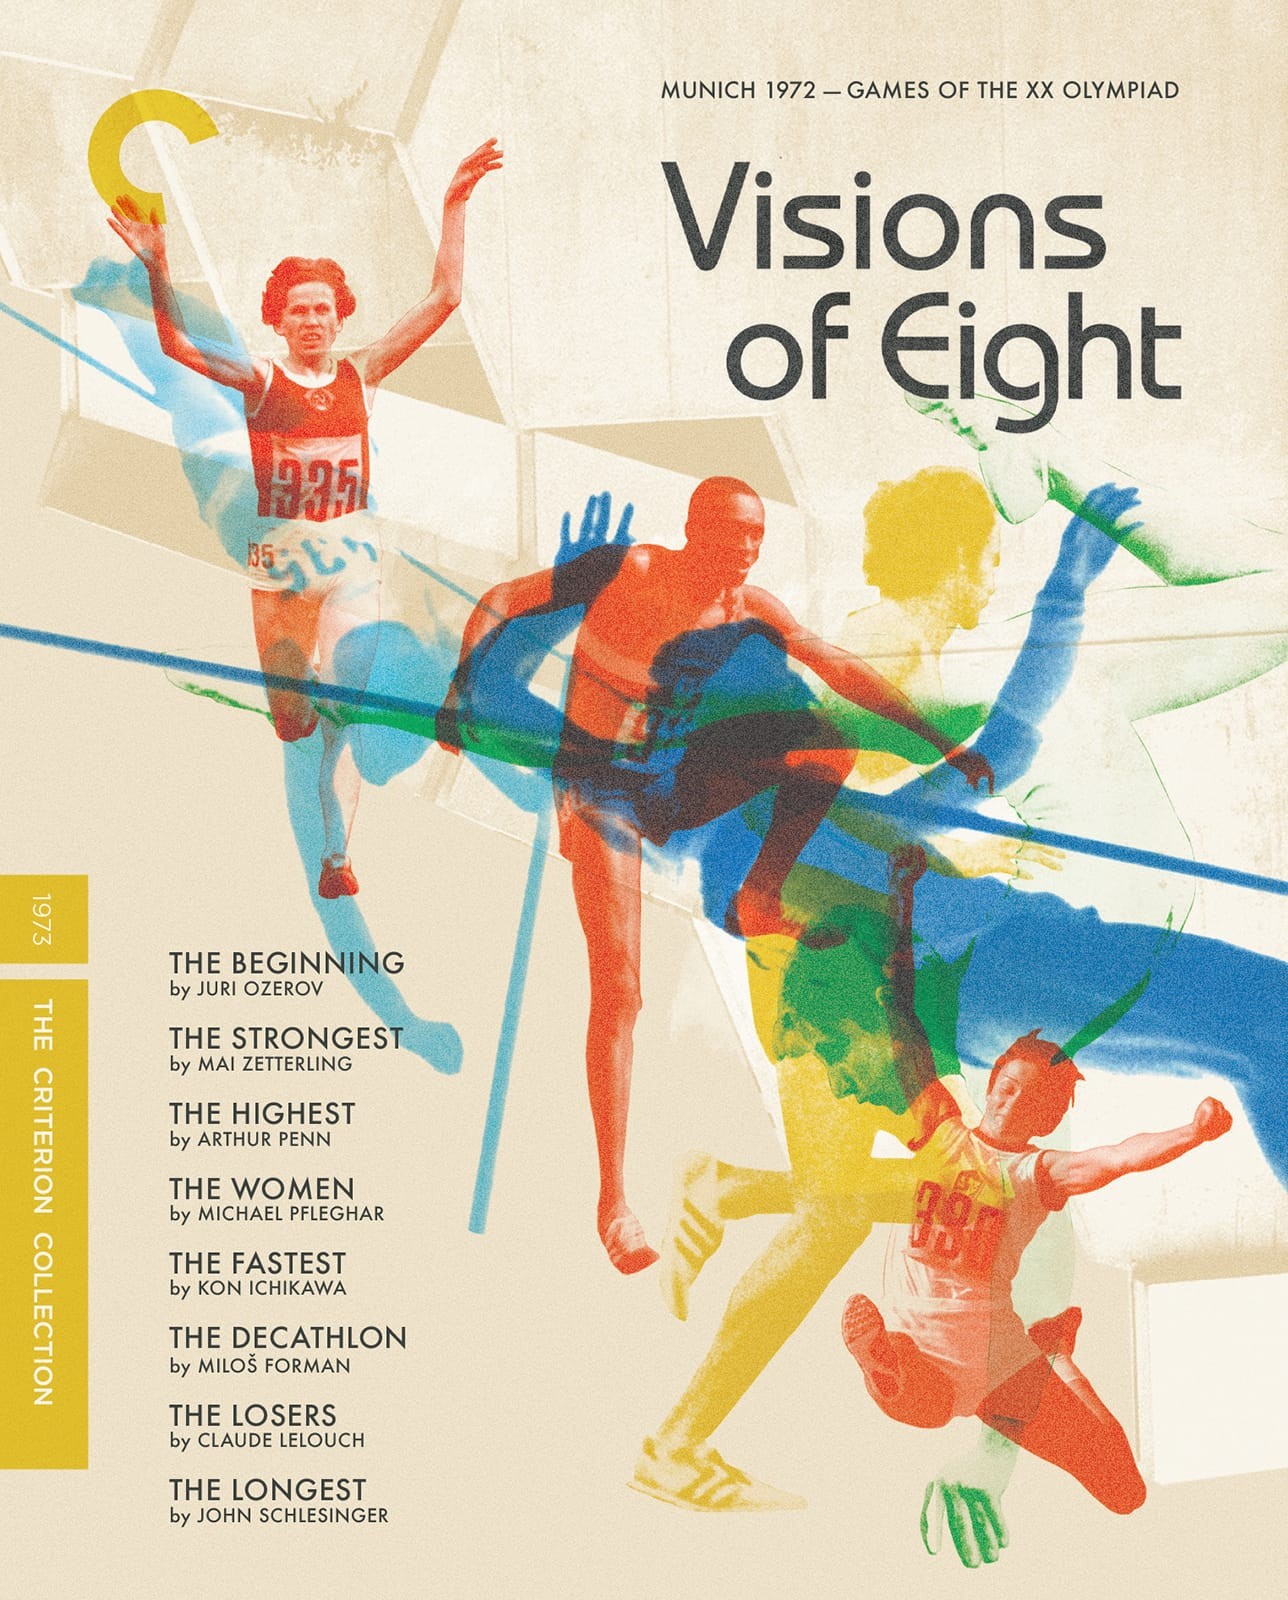 MUNICH 1972 — GAMES OF THE XX OLYMPIAD
Visions
of Eight
335
335
390
1973
THE CRITERION COLLECTION
THE BEGINNING
by JURI OZEROV
THE STRONGEST
by MAI ZETTERLING
THE HIGHEST
by ARTHUR PENN
THE WOMEN
by MICHAEL PFLEGHAR
THE FASTEST
by KON ICHIKAWA
THE DECATHLON
by MILOŠ FORMAN
THE LOSERS
by CLAUDE LELOUCH
THE LONGEST
by JOHN SCHLESINGER